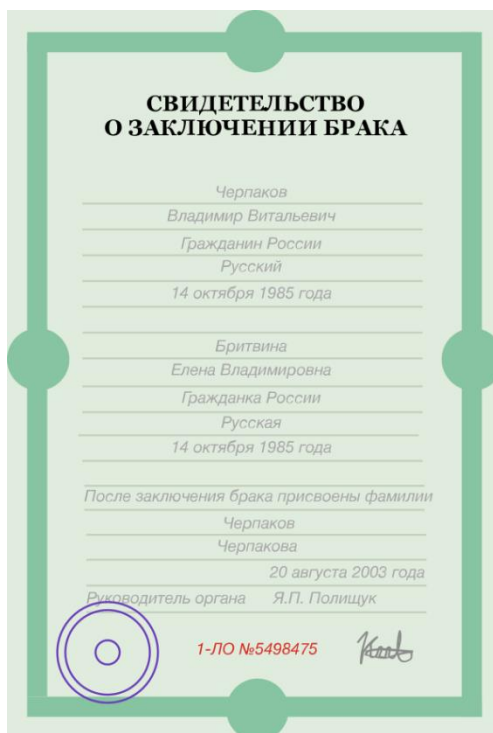 СВИДЕТЕЛЬСТВО
О ЗАКЛЮЧЕНИИ БРАКА
Черпаков
Владимир Витальевич
Гражданин России
Русский
14 октября 1985 года
Бритвина
Елена Владимировна
Гражданка России
Русская
14 октября 1985 года
После заключения брака присвоены фамилии
Черпаков
Черпакова
20 августа 2003 года
Руководитель органа Я.П. Полищук
1-ЛО №5498475